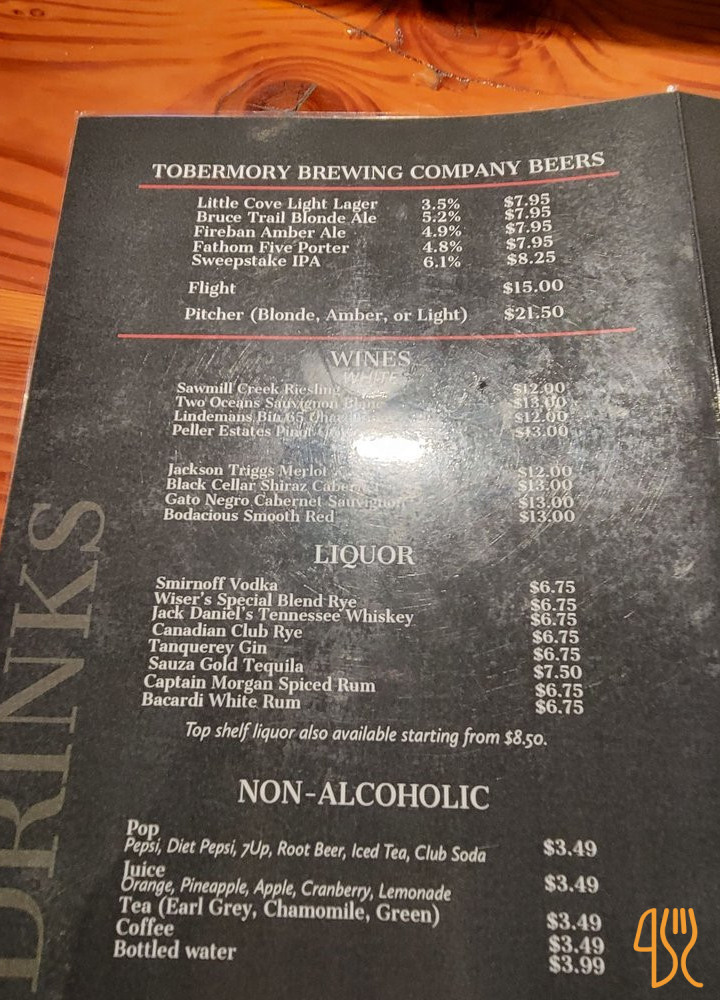 TOBERMORY BREWING COMPANY BEERS
Little Cove Light Lager 3.5% $7.95
Bruce Trail Blonde Ale 5.2% $7.95
Fireban Amber Ale 4.9% $7.95
Fathom Five Porter 4.8% $7.95
Sweepstake IPA 6.1% $8.25
Flight $15.00
Pitcher (Blonde, Amber, or Light) $21.50
WINES
WHITE
Sawmill Creek Riesling $12.00
Two Oceans Sauvignon Blanc $13.00
Lindemans Bin 65 $12.00
Peller Estates Pinot $13.00
Jackson Triggs Merlot $12.00
Black Cellar Shiraz Cabernet $13.00
Gato Negro Cabernet Sauvignon $13.00
Bodacious Smooth Red $13.00
LIQUOR
Smirnoff Vodka $6.75
Wiser's Special Blend Rye $6.75
Jack Daniel's Tennessee Whiskey $6.75
Canadian Club Rye $6.75
Tanquerey Gin $6.75
Sauza Gold Tequila $7.50
Captain Morgan Spiced Rum $6.75
Bacardi White Rum $6.75
Top shelf liquor also available starting from $8.50.
NON-ALCOHOLIC
Pop
Pepsi, Diet Pepsi, 7Up, Root Beer, Iced Tea, Club Soda $3.49
Juice
Orange, Pineapple, Apple, Cranberry, Lemonade $3.49
Tea (Earl Grey, Chamomile, Green) $3.49
Coffee $3.49
Bottled water $3.99
DRINKS